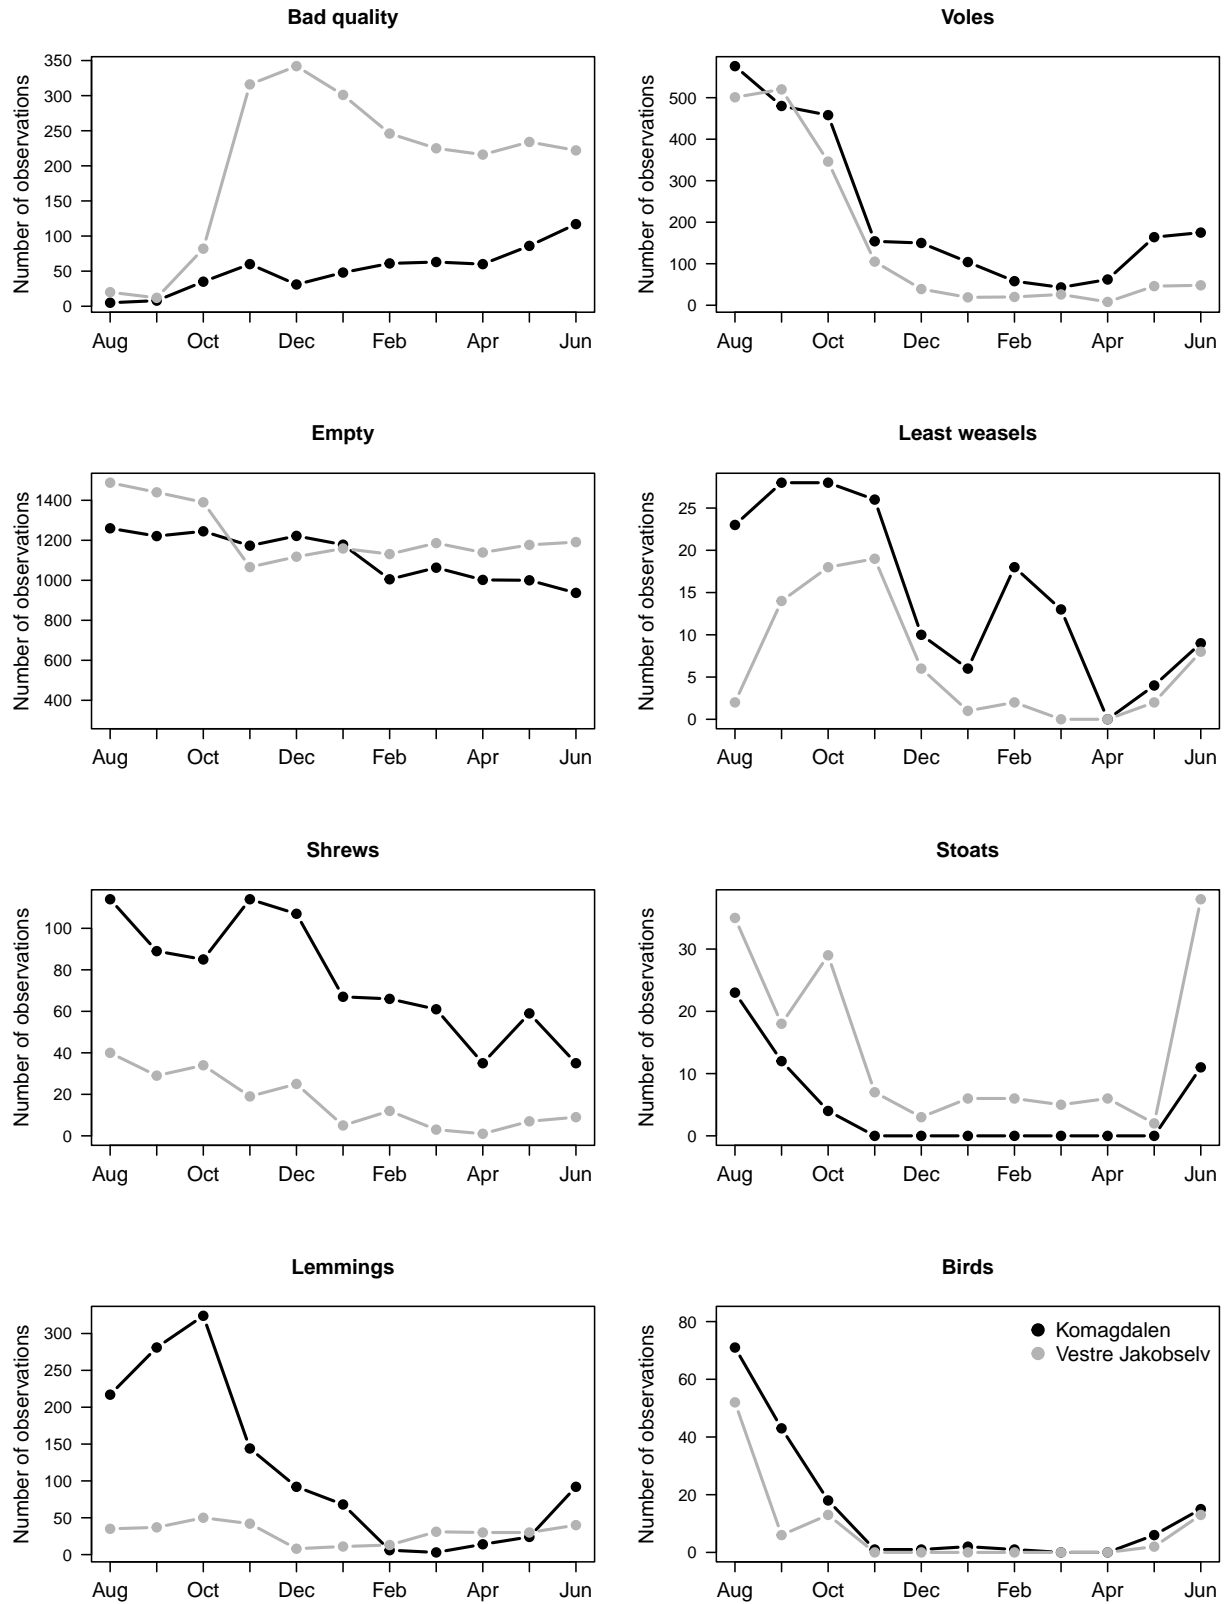 Bad quality
Number of observations
350
300
250
200
150
100
50
0
Aug Oct Dec Feb Apr Jun
Voles
Number of observations
500
400
300
200
100
0
Aug Oct Dec Feb Apr Jun
Empty
Number of observations
1400
1200
1000
800
600
400
Aug Oct Dec Feb Apr Jun
Least weasels
Number of observations
25
20
15
10
5
0
Aug Oct Dec Feb Apr Jun
Shrews
Number of observations
100
80
60
40
20
0
Aug Oct Dec Feb Apr Jun
Stoats
Number of observations
30
20
10
0
Aug Oct Dec Feb Apr Jun
Lemmings
Number of observations
300
250
200
150
100
50
0
Aug Oct Dec Feb Apr Jun
Birds
Number of observations
80
60
40
20
0
Komagdalen
Vestre Jakobselv
Aug Oct Dec Feb Apr Jun